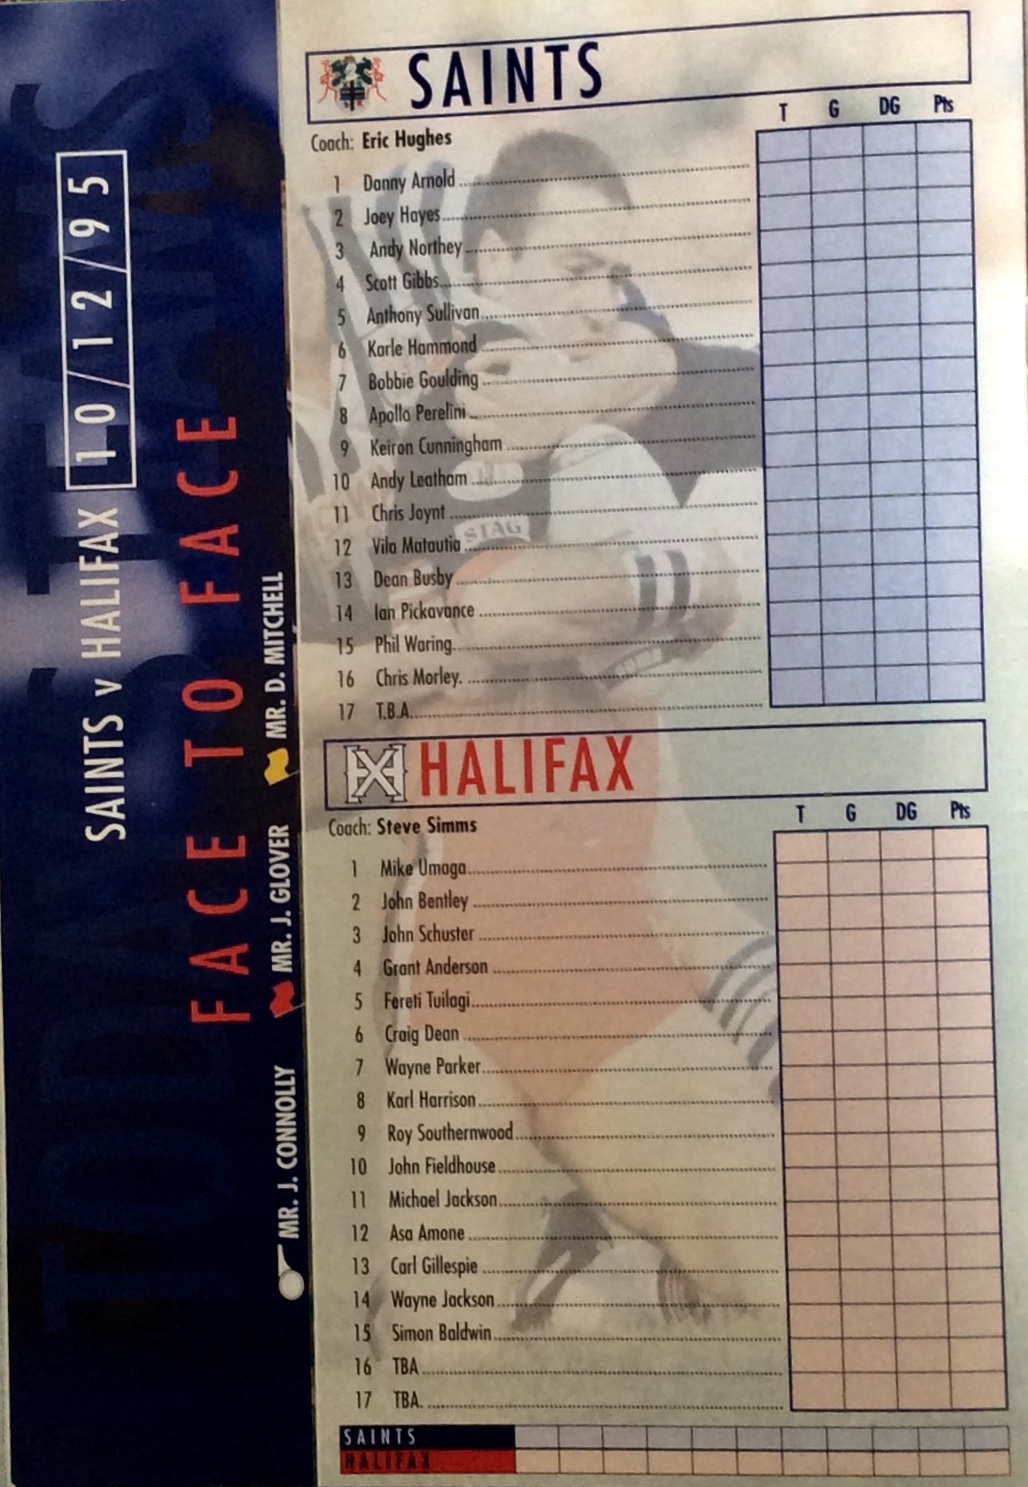 SAINTS v HALIFAX 10/12/95
FACE TO FACE
MR. J. CONNOLLY MR. J. GLOVER MR. D. MITCHELL
SAINTS
T G DG Pts
Coach: Eric Hughes
1 Danny Arnold
2 Joey Hayes
3 Andy Northey
4 Scott Gibbs
5 Anthony Sullivan
6 Karle Hammond
7 Bobbie Goulding
8 Apollo Perelini
9 Keiron Cunningham
10 Andy Leatham
11 Chris Joynt
12 Vila Matautia
13 Dean Busby
14 Ian Pickavance
15 Phil Waring
16 Chris Morley.
17 T.B.A.
STAG
HALIFAX
T G DG Pts
Coach: Steve Simms
1 Mike Umaga
2 John Bentley
3 John Schuster
4 Grant Anderson
5 Fereti Tuilagi
6 Craig Dean
7 Wayne Parker
8 Karl Harrison
9 Roy Southernwood
10 John Fieldhouse
11 Michael Jackson
12 Asa Amone
13 Carl Gillespie
14 Wayne Jackson
15 Simon Baldwin
16 TBA
17 TBA.
SAINTS
HALIFAX